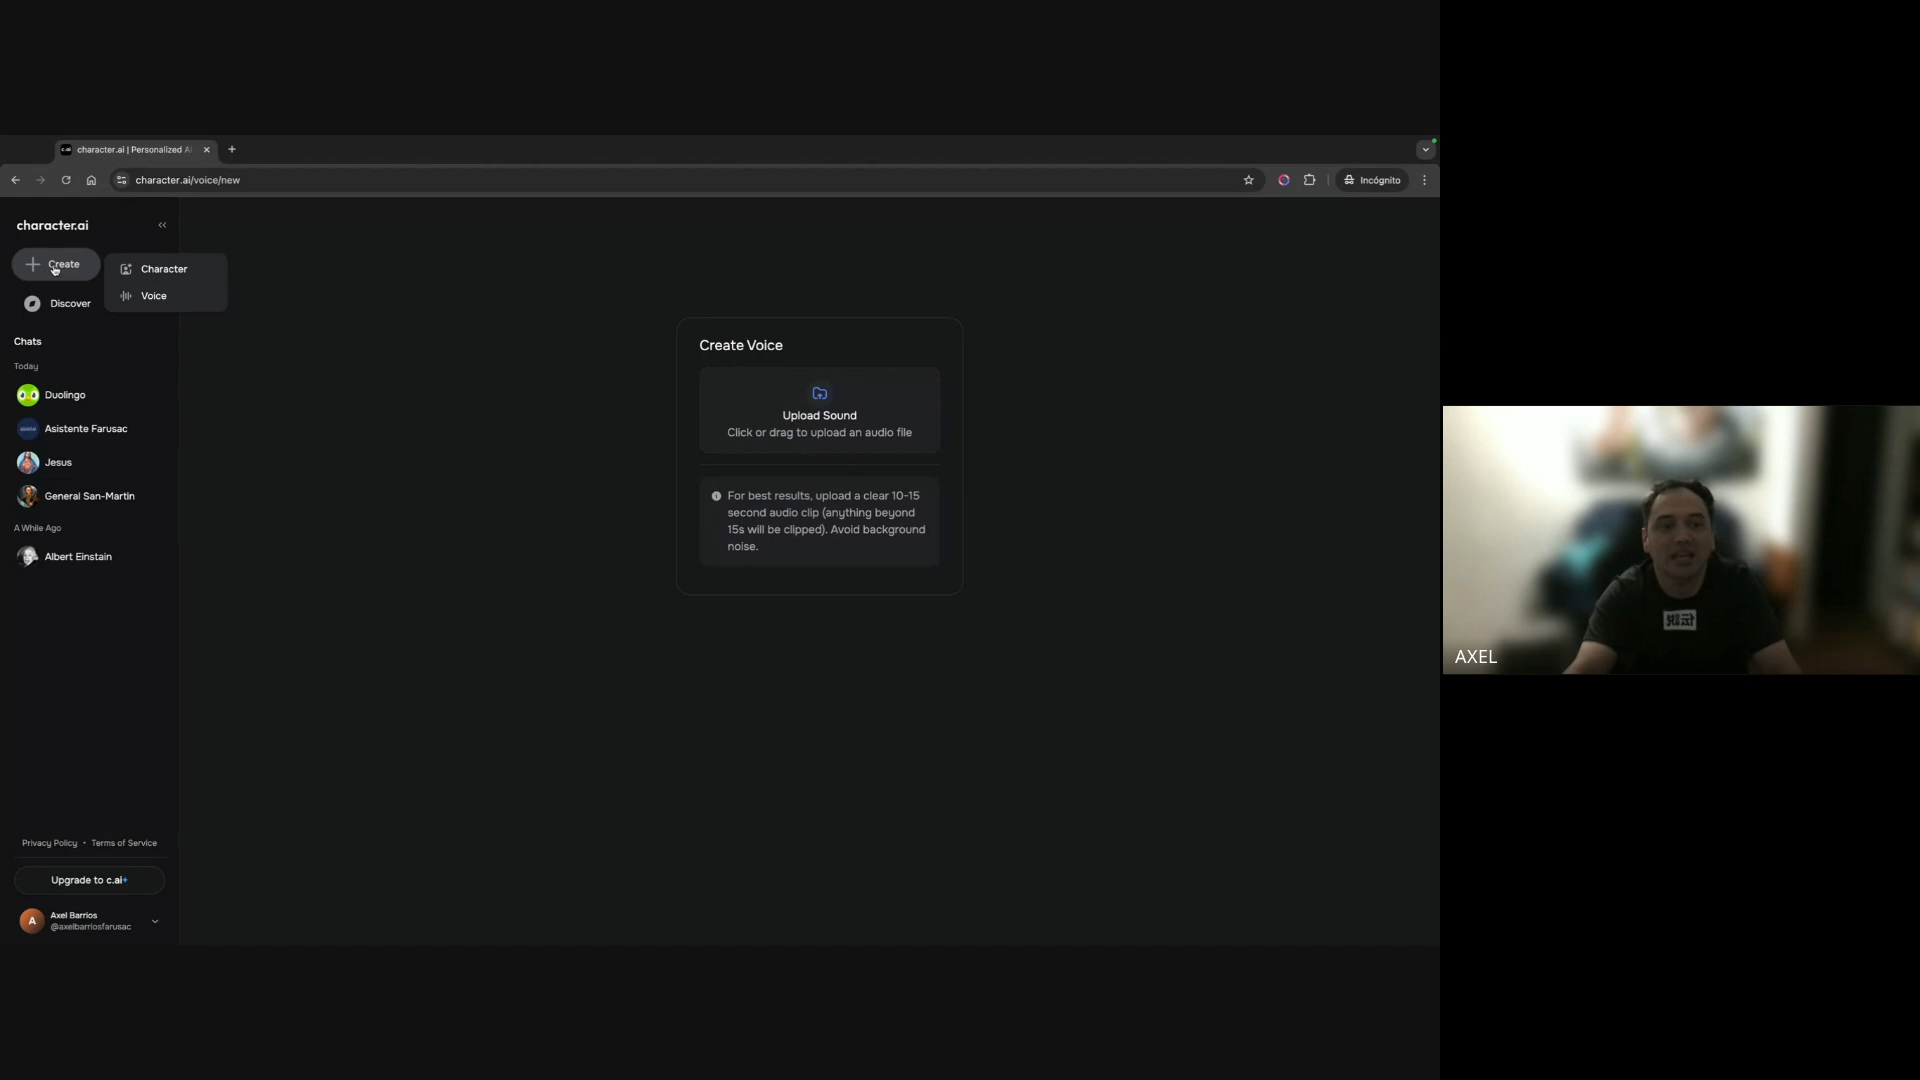 character.ai | Personalized AI
character.ai/voice/new
Incógnito
character.ai
Create
Character
Voice
Discover
Chats
Today
Duolingo
Asistente Farusac
Jesus
General San-Martin
A While Ago
Albert Einstein
Create Voice
Upload Sound
Click or drag to upload an audio file
For best results, upload a clear 10-15
second audio clip (anything beyond
15s will be clipped). Avoid background
noise.
Privacy Policy • Terms of Service
Upgrade to c.ai+
A
Axel Barrios
@axelbarriosfarusac
AXEL